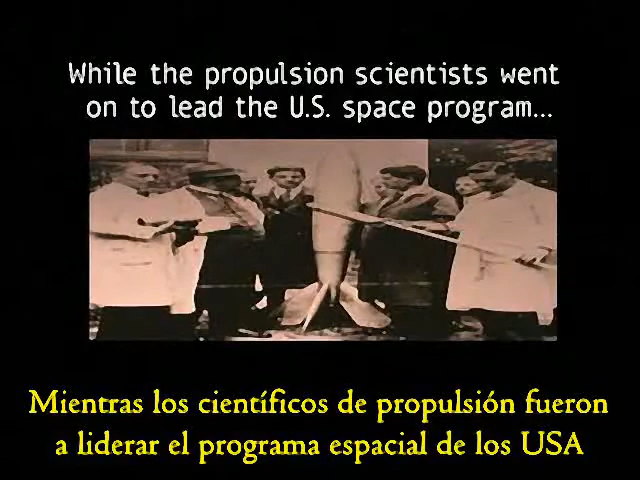 While the propulsion scientists went
on to lead the U.S. space program...
Mientras los científicos de propulsión fueron
a liderar el programa espacial de los USA